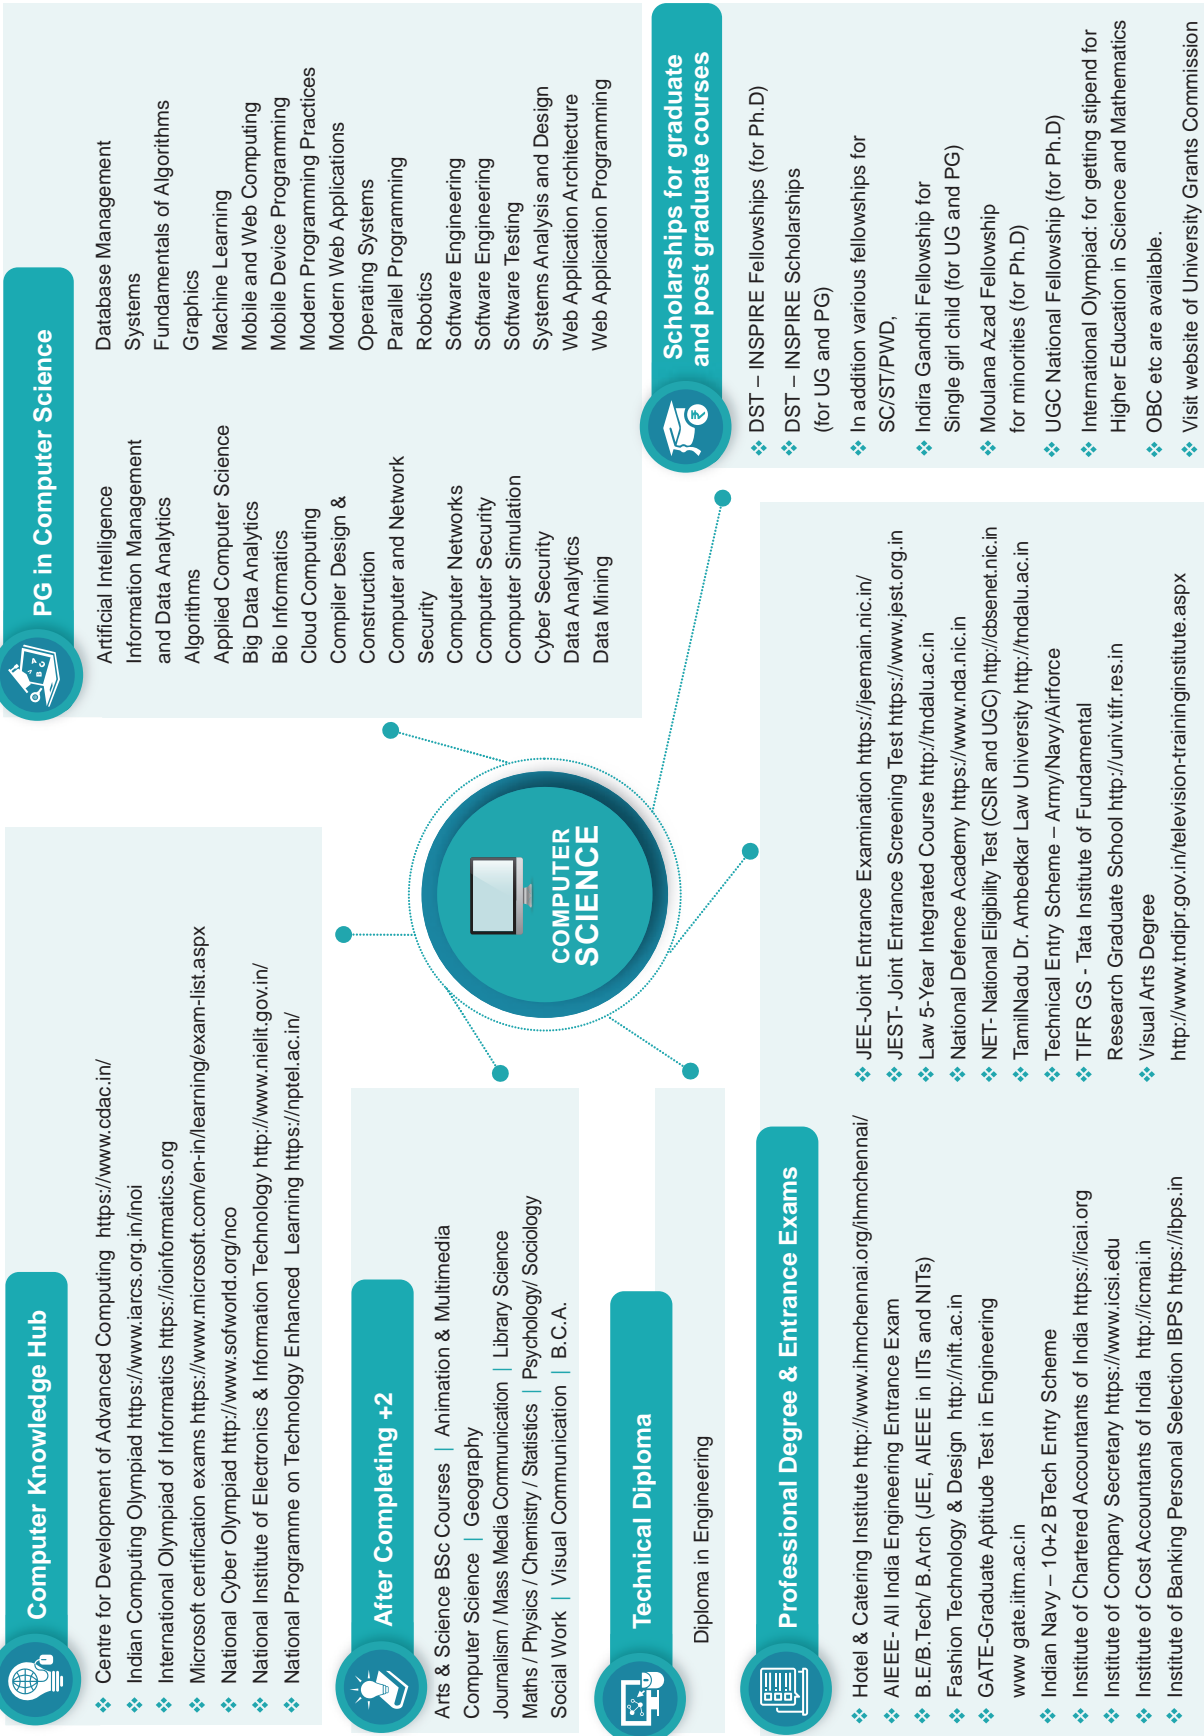 Computer Knowledge Hub
❖ Centre for Development of Advanced Computing  https://www.cdac.in/
❖ Indian Computing Olympiad https://www.iarcs.org.in/inoi
❖ International Olympiad of Informatics https://ioinformatics.org
❖ Microsoft certification exams https://www.microsoft.com/en-in/learning/exam-list.aspx
❖ National Cyber Olympiad http://www.sofworld.org/nco
❖ National Institute of Electronics & Information Technology http://www.nielit.gov.in/
❖ National Programme on Technology Enhanced  Learning https://nptel.ac.in/
After Completing +2
Arts & Science BSc Courses | Animation & Multimedia
Computer Science | Geography
Journalism / Mass Media Communication | Library Science
Maths / Physics / Chemistry / Statistics | Psychology/ Sociology
Social Work | Visual Communication | B.C.A.
Technical Diploma
Diploma in Engineering
COMPUTER
SCIENCE
PG in Computer Science
Artificial Intelligence
Information Management
and Data Analytics
Algorithms
Applied Computer Science
Big Data Analytics
Bio Informatics
Cloud Computing
Compiler Design &
Construction
Computer and Network
Security
Computer Networks
Computer Security
Computer Simulation
Cyber Security
Data Analytics
Data Mining
Database Management
Systems
Fundamentals of Algorithms
Graphics
Machine Learning
Mobile and Web Computing
Mobile Device Programming
Modern Programming Practices
Modern Web Applications
Operating Systems
Parallel Programming
Robotics
Software Engineering
Software Engineering
Software Testing
Systems Analysis and Design
Web Application Architecture
Web Application Programming
Professional Degree & Entrance Exams
❖ Hotel & Catering Institute http://www.ihmchennai.org/ihmchennai/
❖ AIEEE- All India Engineering Entrance Exam
❖ B.E/B.Tech/ B.Arch (JEE, AIEEE in IITs and NITs)
❖ Fashion Technology & Design  http://nift.ac.in
❖ GATE-Graduate Aptitude Test in Engineering
www gate.iitm.ac.in
❖ Indian Navy – 10+2 BTech Entry Scheme
❖ Institute of Chartered Accountants of India https://icai.org
❖ Institute of Company Secretary https://www.icsi.edu
❖ Institute of Cost Accountants of India  http://icmai.in
❖ Institute of Banking Personal Selection IBPS https://ibps.in
❖ JEE-Joint Entrance Examination https://jeemain.nic.in/
❖ JEST- Joint Entrance Screening Test https://www.jest.org.in
❖ Law 5-Year Integrated Course http://tndalu.ac.in
❖ National Defence Academy https://www.nda.nic.in
❖ NET- National Eligibility Test (CSIR and UGC) http://cbsenet.nic.in
❖ TamilNadu Dr. Ambedkar Law University http://tndalu.ac.in
❖ Technical Entry Scheme – Army/Navy/Airforce
❖ TIFR GS - Tata Institute of Fundamental
Research Graduate School http://univ.tifr.res.in
❖ Visual Arts Degree
http://www.tndipr.gov.in/television-traininginstitute.aspx
Scholarships for graduate
and post graduate courses
❖ DST – INSPIRE Fellowships (for Ph.D)
❖ DST – INSPIRE Scholarships
(for UG and PG)
❖ In addition various fellowships for
SC/ST/PWD,
❖ Indira Gandhi Fellowship for
Single girl child (for UG and PG)
❖ Moulana Azad Fellowship
for minorities (for Ph.D)
❖ UGC National Fellowship (for Ph.D)
❖ International Olympiad: for getting stipend for
Higher Education in Science and Mathematics
❖ OBC etc are available.
❖ Visit website of University Grants Commission